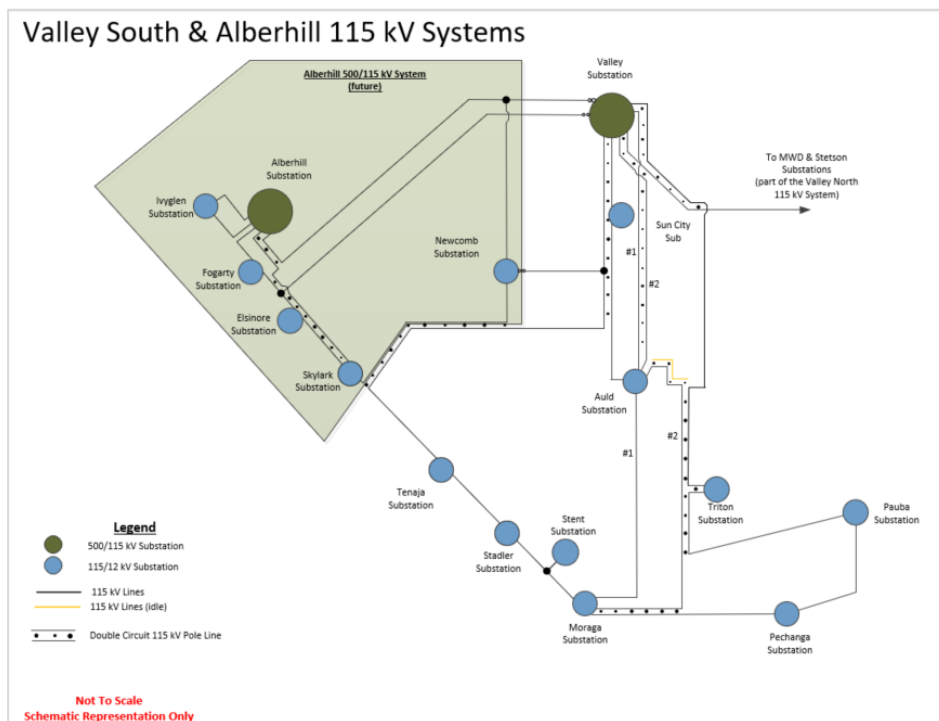 Valley South & Alberhill 115 kV Systems
Alberhill 500/115 kV System
(future)
Valley
Substation
To MWD & Stetson
Substations
(part of the Valley North
115 kV System)
Alberhill
Substation
Ivyglen
Substation
Sun City
Sub
Newcomb
Substation
#1
Fogarty
Substation
#2
Elsinore
Substation
Skylark
Substation
Auld
Substation
#2
#1
Tenaja
Substation
Triton
Substation
Pauba
Substation
Stent
Substation
Stadler
Substation
Legend
500/115 kV Substation
115/12 kV Substation
115 kV Lines
115 kV Lines (idle)
Double Circuit 115 kV Pole Line
Moraga
Substation
Pechanga
Substation
Not To Scale
Schematic Representation Only